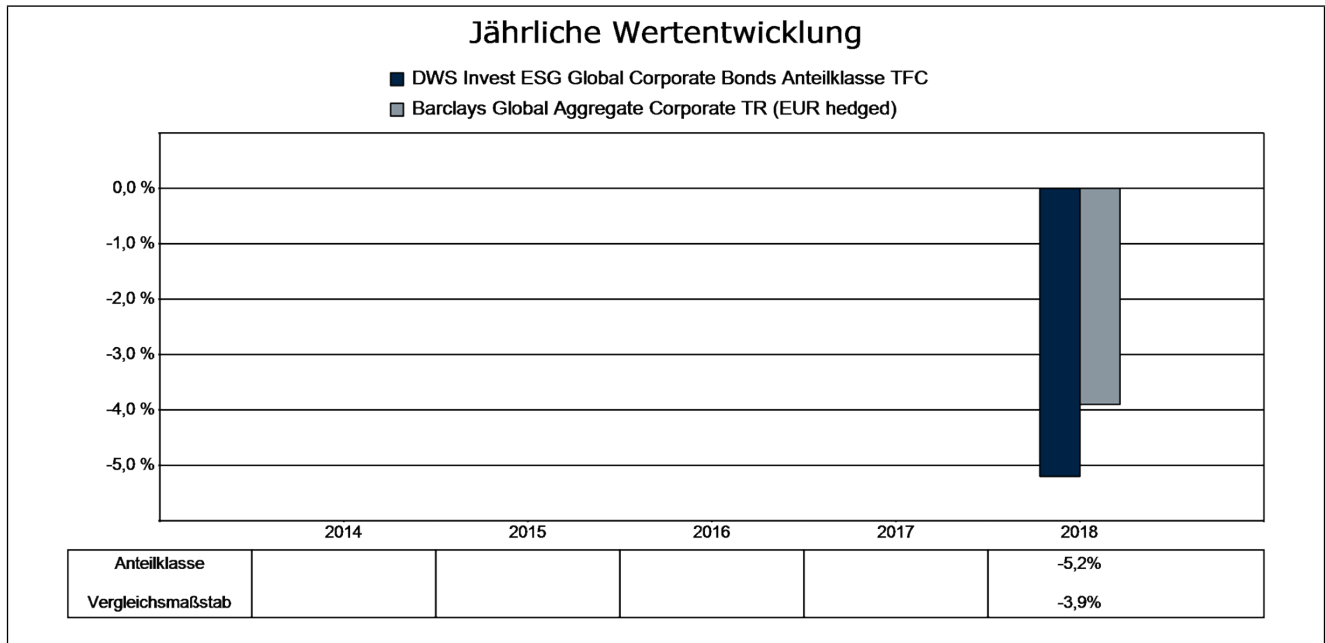 Jährliche Wertentwicklung
DWS Invest ESG Global Corporate Bonds Anteilklasse TFC
Barclays Global Aggregate Corporate TR (EUR hedged)
0,0 %
-1,0 %
-2,0 %
-3,0 %
-4,0 %
-5,0 %
2014 2015 2016 2017 2018
Anteilklasse -5,2%
Vergleichsmaßstab -3,9%